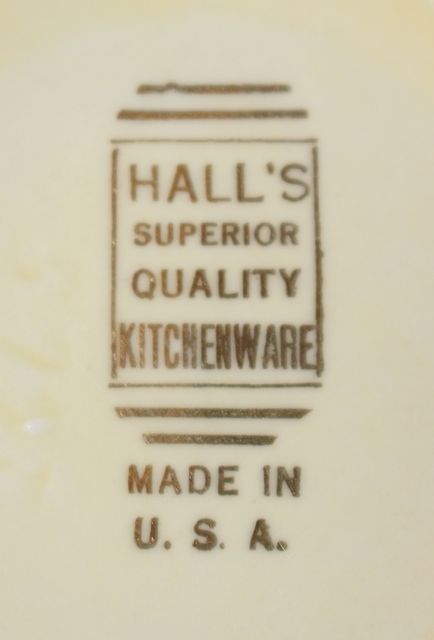 HALL'S
SUPERIOR
QUALITY
KITCHENWARE
MADE IN
U. S. A.